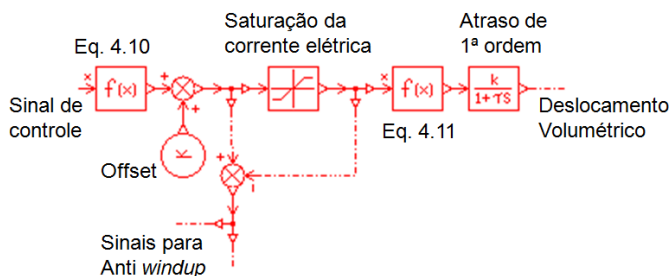 Eq. 4.10
Saturação da
corrente elétrica
Atraso de
1ª ordem
x
f(x)
+
+
x
f(x)
k
1+τS
Sinal de
controle
Eq. 4.11
Deslocamento
Volumétrico
K
Offset
+
Sinais para
Anti windup